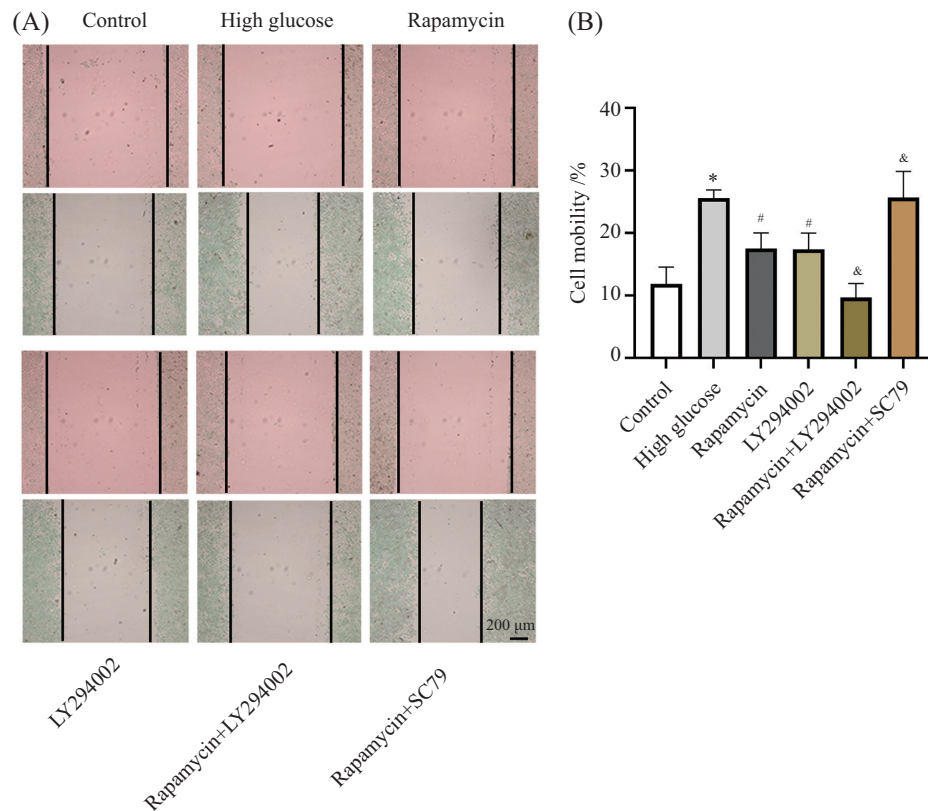 (A)
Control
High glucose
Rapamycin
200 μm
LY294002
Rapamycin+LY294002
Rapamycin+SC79
(B)
Cell mobility /%
40
30
20
10
0
*
#
#
&
&
Control
High glucose
Rapamycin
LY294002
Rapamycin+LY294002
Rapamycin+SC79